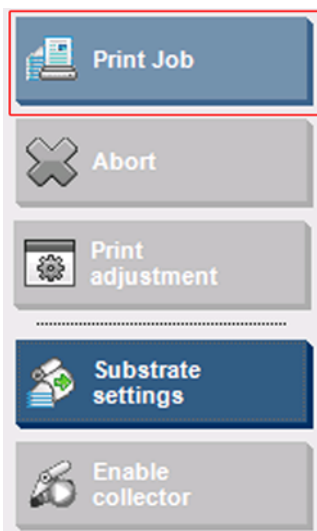 Print Job
Abort
Print
adjustment
Substrate
settings
Enable
collector